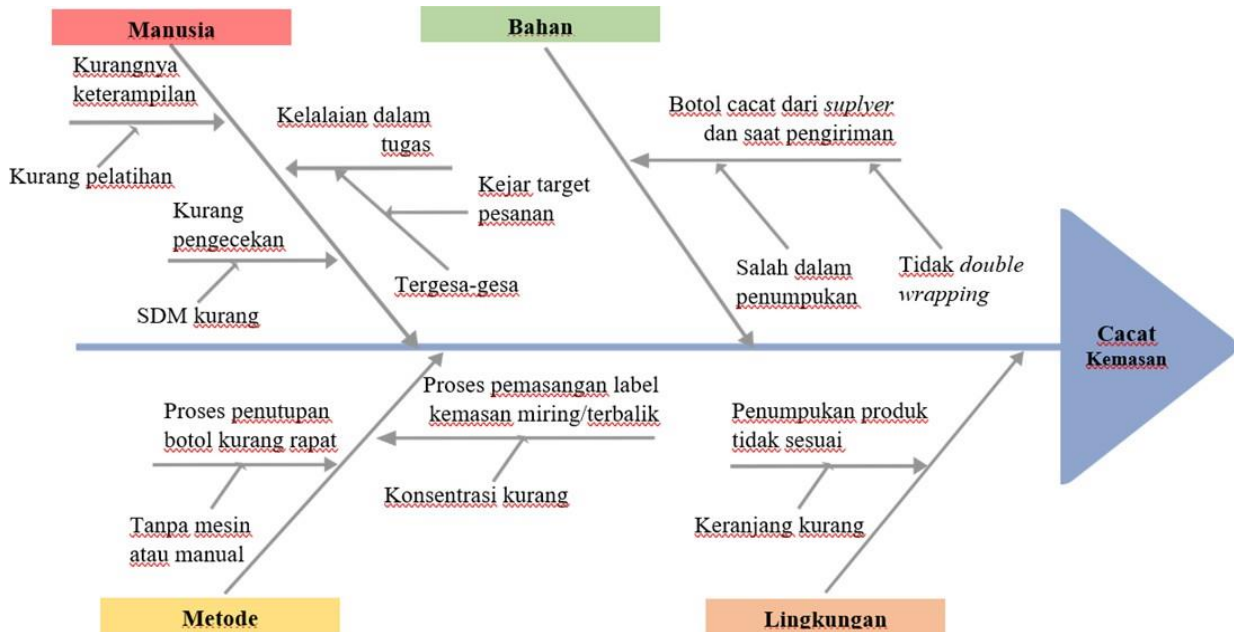 Manusia
Bahan
Kurangnya
keterampilan
Kurang pelatihan
Kelalaian dalam
tugas
Kejar target
pesanan
Tergesa-gesa
Kurang
pengecekan
SDM kurang
Botol cacat dari suplyer
dan saat pengiriman
Salah dalam
penumpukan
Tidak double
wrapping
Cacat
Kemasan
Proses penutupan
botol kurang rapat
Tanpa mesin
atau manual
Proses pemasangan label
kemasan miring/terbalik
Konsentrasi kurang
Penumpukan produk
tidak sesuai
Keranjang kurang
Metode
Lingkungan